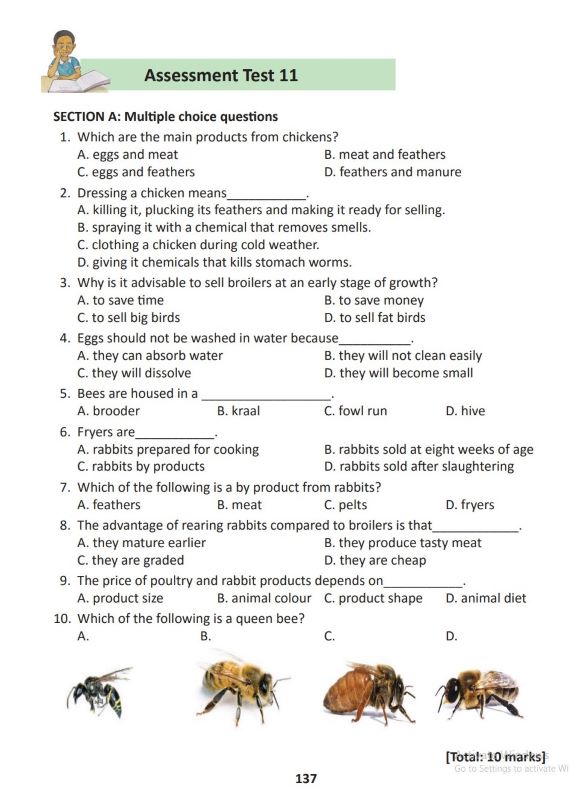 Assessment Test 11
SECTION A: Multiple choice questions
1. Which are the main products from chickens?
A. eggs and meat B. meat and feathers
C. eggs and feathers D. feathers and manure
2. Dressing a chicken means____________.
A. killing it, plucking its feathers and making it ready for selling.
B. spraying it with a chemical that removes smells.
C. clothing a chicken during cold weather.
D. giving it chemicals that kills stomach worms.
3. Why is it advisable to sell broilers at an early stage of growth?
A. to save time B. to save money
C. to sell big birds D. to sell fat birds
4. Eggs should not be washed in water because___________.
A. they can absorb water B. they will not clean easily
C. they will dissolve D. they will become small
5. Bees are housed in a ____________________.
A. brooder B. kraal C. fowl run D. hive
6. Fryers are____________.
A. rabbits prepared for cooking B. rabbits sold at eight weeks of age
C. rabbits by products D. rabbits sold after slaughtering
7. Which of the following is a by product from rabbits?
A. feathers B. meat C. pelts D. fryers
8. The advantage of rearing rabbits compared to broilers is that_____________.
A. they mature earlier B. they produce tasty meat
C. they are graded D. they are cheap
9. The price of poultry and rabbit products depends on____________.
A. product size B. animal colour C. product shape D. animal diet
10. Which of the following is a queen bee?
A. B. C. D.
[Total: 10 marks]
Activate Windows
Go to Settings to activate Wi
137